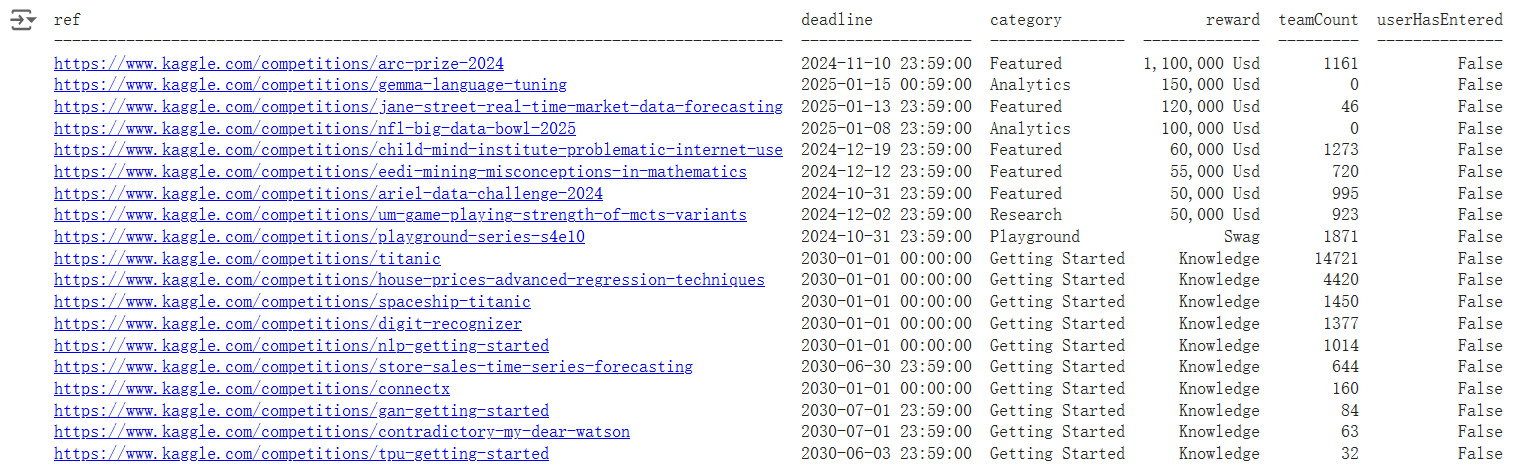 ref deadline category reward teamCount userHasEntered
--------------------------------------------------------------------------------- ------------------- --------------- ------------- --------- --------------
https://www.kaggle.com/competitions/arc-prize-2024 2024-11-10 23:59:00 Featured 1,100,000 Usd 1161 False
https://www.kaggle.com/competitions/gemma-language-tuning 2025-01-15 00:59:00 Analytics 150,000 Usd 0 False
https://www.kaggle.com/competitions/jane-street-real-time-market-data-forecasting 2025-01-13 23:59:00 Featured 120,000 Usd 46 False
https://www.kaggle.com/competitions/nfl-big-data-bowl-2025 2025-01-08 23:59:00 Analytics 100,000 Usd 0 False
https://www.kaggle.com/competitions/child-mind-institute-problematic-internet-use 2024-12-19 23:59:00 Featured 60,000 Usd 1273 False
https://www.kaggle.com/competitions/eedi-mining-misconceptions-in-mathematics 2024-12-12 23:59:00 Featured 55,000 Usd 720 False
https://www.kaggle.com/competitions/ariel-data-challenge-2024 2024-10-31 23:59:00 Featured 50,000 Usd 995 False
https://www.kaggle.com/competitions/um-game-playing-strength-of-mcts-variants 2024-12-02 23:59:00 Research 50,000 Usd 923 False
https://www.kaggle.com/competitions/playground-series-s4e10 2024-10-31 23:59:00 Playground Swag 1871 False
https://www.kaggle.com/competitions/titanic 2030-01-01 00:00:00 Getting Started Knowledge 14721 False
https://www.kaggle.com/competitions/house-prices-advanced-regression-techniques 2030-01-01 00:00:00 Getting Started Knowledge 4420 False
https://www.kaggle.com/competitions/spaceship-titanic 2030-01-01 00:00:00 Getting Started Knowledge 1450 False
https://www.kaggle.com/competitions/digit-recognizer 2030-01-01 00:00:00 Getting Started Knowledge 1377 False
https://www.kaggle.com/competitions/nlp-getting-started 2030-01-01 00:00:00 Getting Started Knowledge 1014 False
https://www.kaggle.com/competitions/store-sales-time-series-forecasting 2030-06-30 23:59:00 Getting Started Knowledge 644 False
https://www.kaggle.com/competitions/connectx 2030-01-01 00:00:00 Getting Started Knowledge 160 False
https://www.kaggle.com/competitions/gan-getting-started 2030-07-01 23:59:00 Getting Started Knowledge 84 False
https://www.kaggle.com/competitions/contradictory-my-dear-watson 2030-07-01 23:59:00 Getting Started Knowledge 63 False
https://www.kaggle.com/competitions/tpu-getting-started 2030-06-03 23:59:00 Getting Started Knowledge 32 False